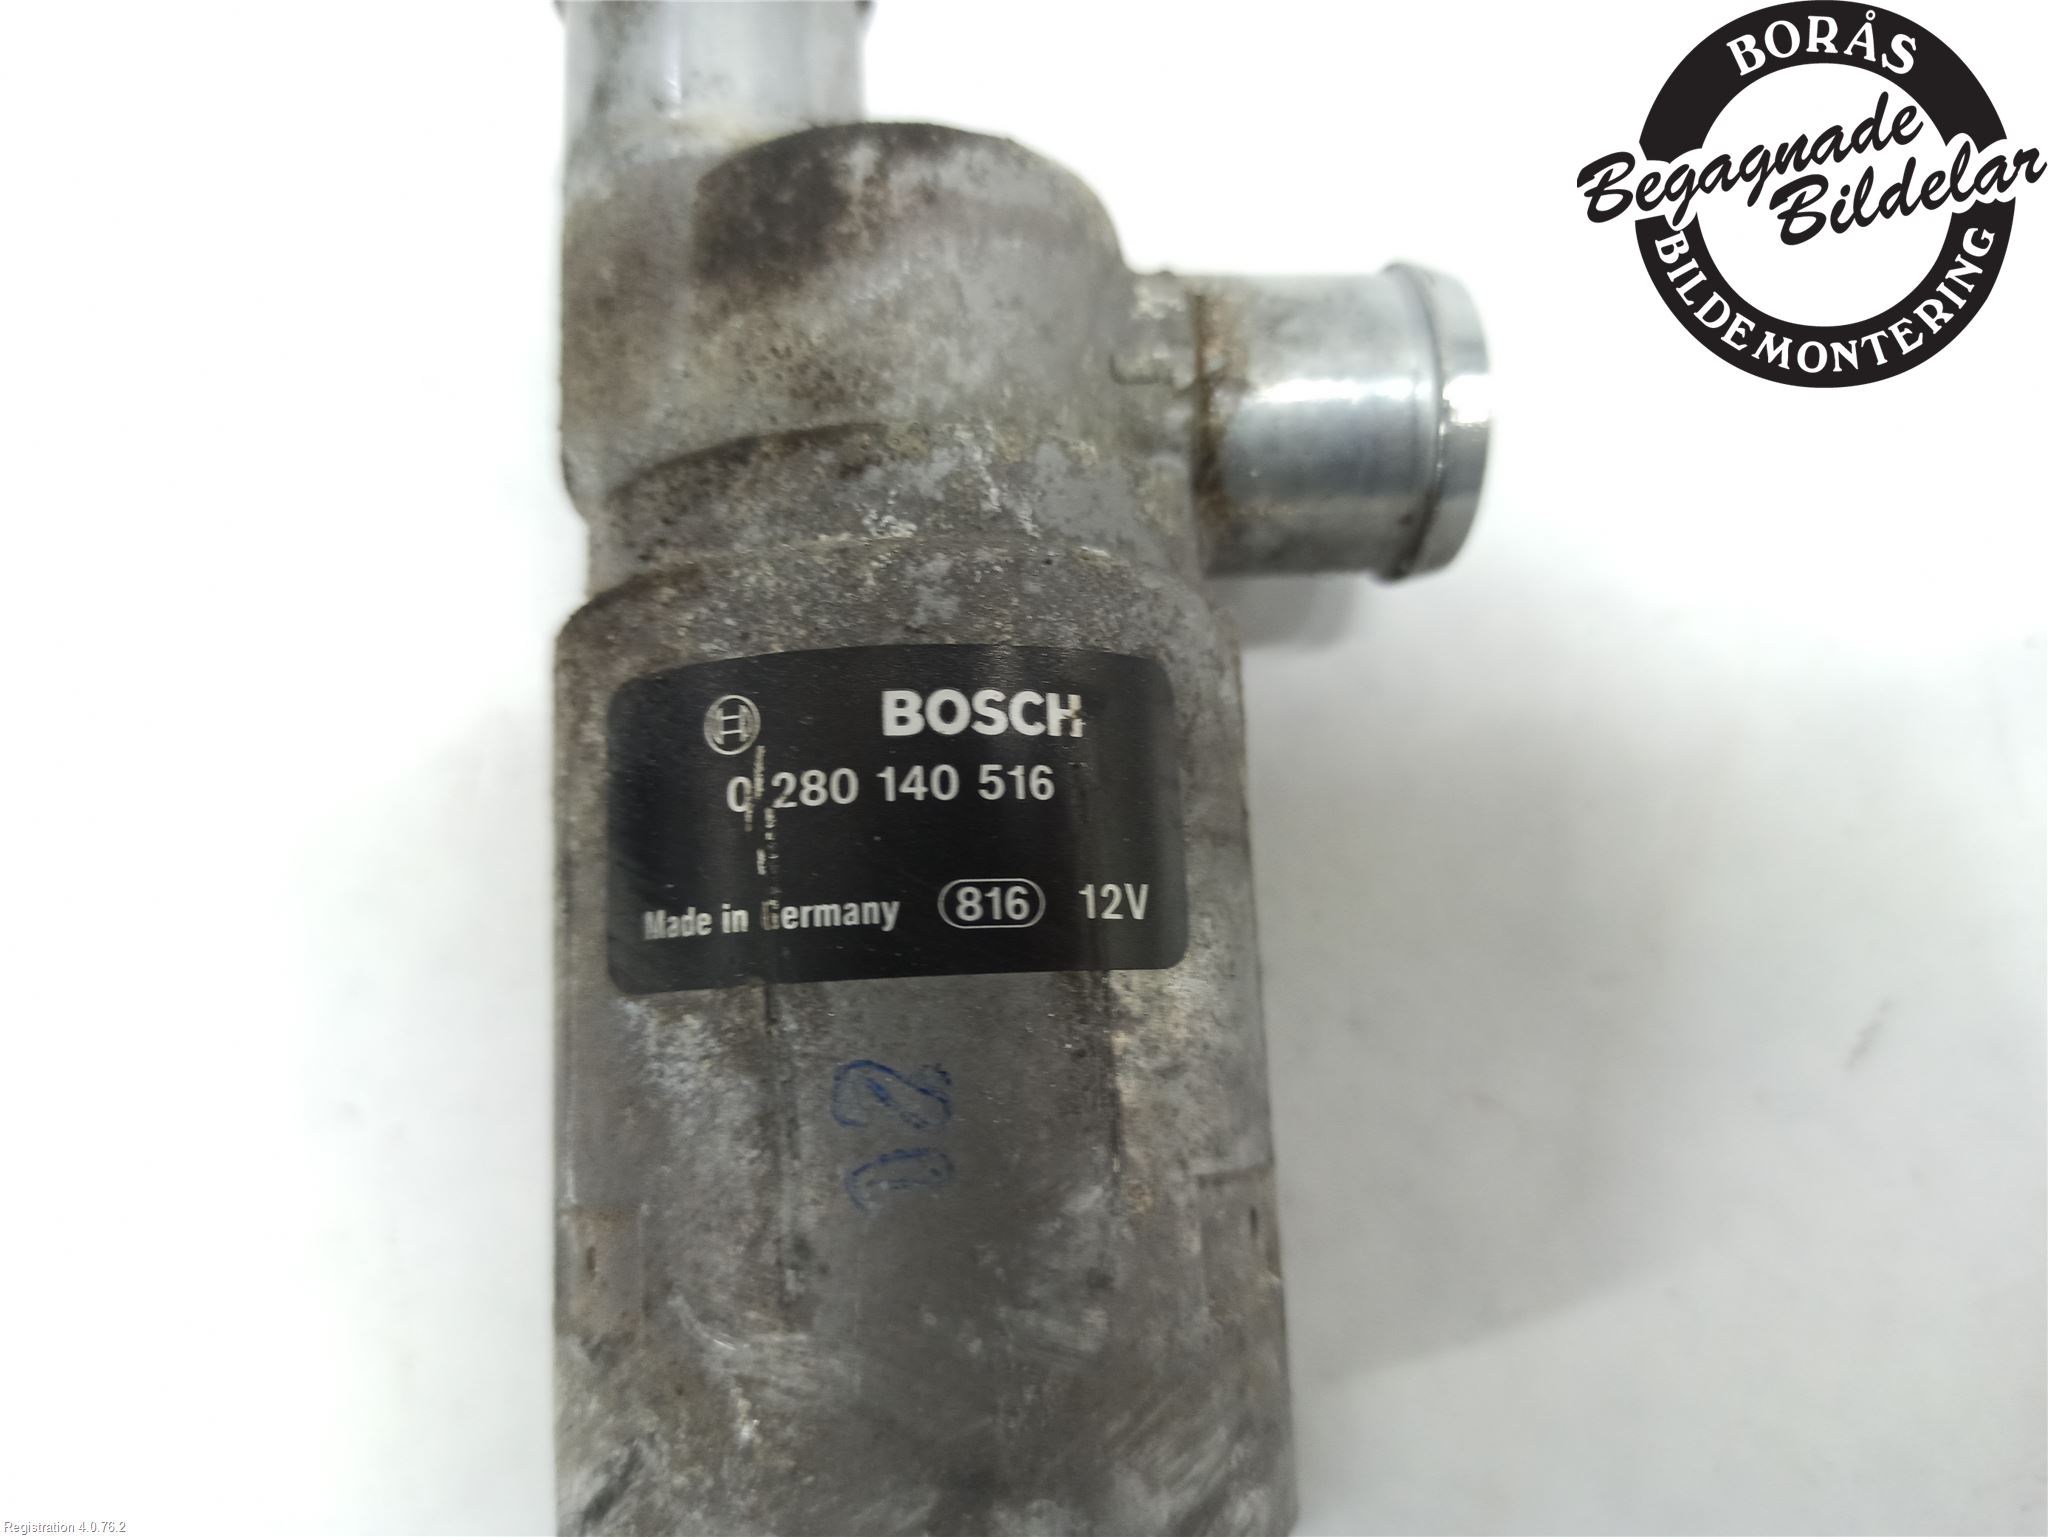 BORÅS
Begagnade
Bildelar
BILDEMONTERING
BOSCH
0 280 140 516
Made in Germany 816 12V
Registration 4.0.76.2